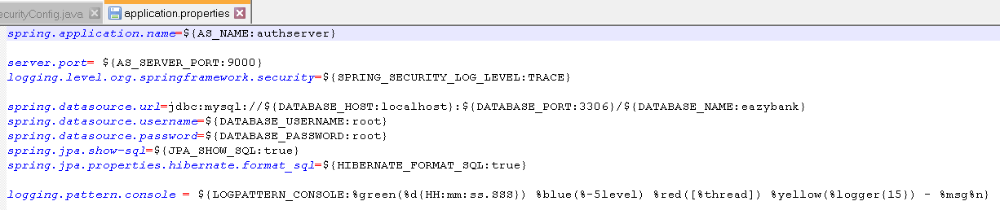 ecurityConfig.java
application.properties
spring.application.name=${AS_NAME:authserver}
server.port= ${AS_SERVER_PORT:9000}
logging.level.org.springframework.security=${SPRING_SECURITY_LOG_LEVEL:TRACE}
spring.datasource.url=jdbc:mysql://${DATABASE_HOST:localhost}:${DATABASE_PORT:3306}/${DATABASE_NAME:eazybank}
spring.datasource.username=${DATABASE_USERNAME:root}
spring.datasource.password=${DATABASE_PASSWORD:root}
spring.jpa.show-sql=${JPA_SHOW_SQL:true}
spring.jpa.properties.hibernate.format_sql=${HIBERNATE_FORMAT_SQL:true}
logging.pattern.console = ${LOGPATTERN_CONSOLE:%green(%d{HH:mm:ss.SSS}) %blue(%-5level) %red([%thread]) %yellow(%logger{15}) - %msg%n}